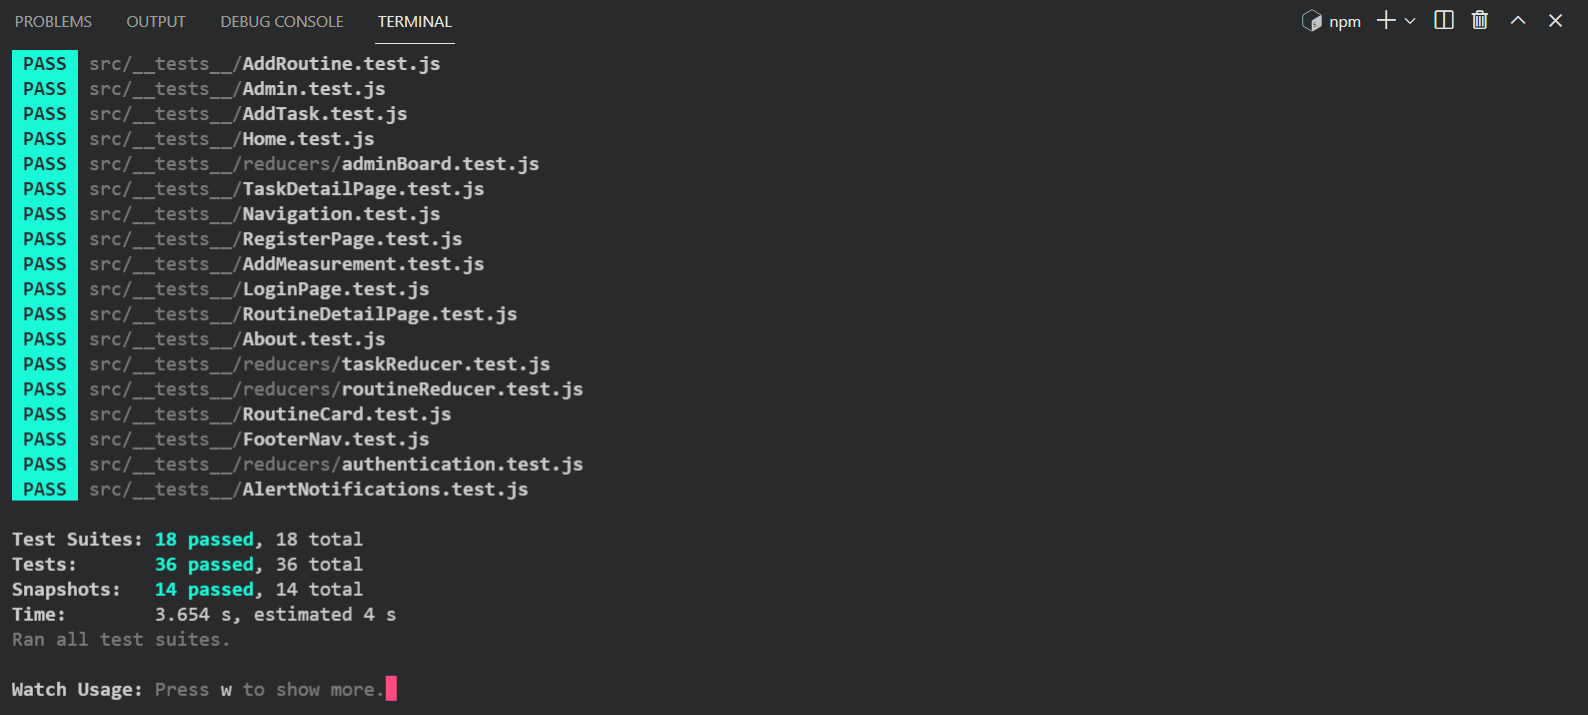 PROBLEMS OUTPUT DEBUG CONSOLE TERMINAL npm
PASS src/__tests__/AddRoutine.test.js
PASS src/__tests__/Admin.test.js
PASS src/__tests__/AddTask.test.js
PASS src/__tests__/Home.test.js
PASS src/__tests__/reducers/adminBoard.test.js
PASS src/__tests__/TaskDetailPage.test.js
PASS src/__tests__/Navigation.test.js
PASS src/__tests__/RegisterPage.test.js
PASS src/__tests__/AddMeasurement.test.js
PASS src/__tests__/LoginPage.test.js
PASS src/__tests__/RoutineDetailPage.test.js
PASS src/__tests__/About.test.js
PASS src/__tests__/reducers/taskReducer.test.js
PASS src/__tests__/reducers/routineReducer.test.js
PASS src/__tests__/RoutineCard.test.js
PASS src/__tests__/FooterNav.test.js
PASS src/__tests__/reducers/authentication.test.js
PASS src/__tests__/AlertNotifications.test.js
Test Suites: 18 passed, 18 total
Tests: 36 passed, 36 total
Snapshots: 14 passed, 14 total
Time: 3.654 s, estimated 4 s
Ran all test suites.
Watch Usage: Press w to show more.